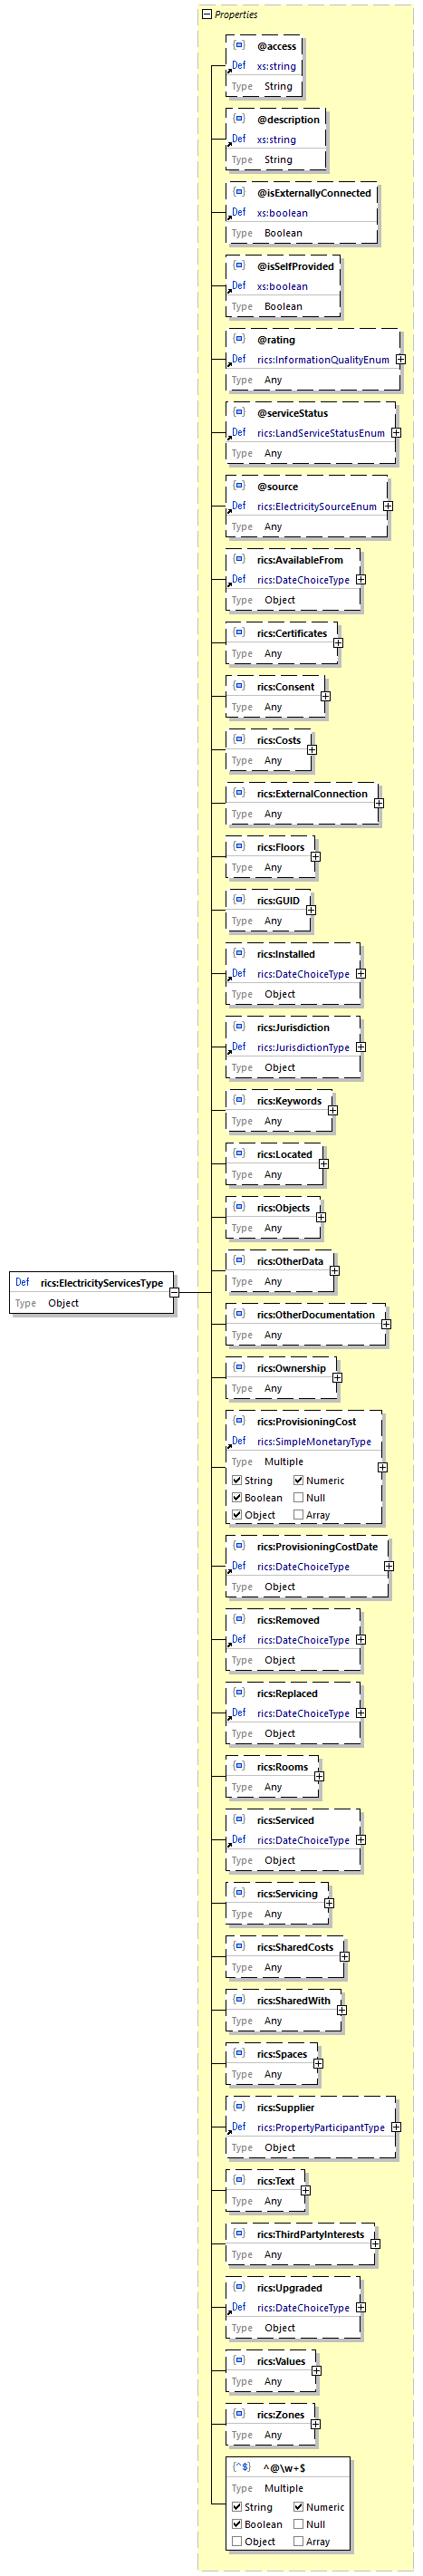 Properties
@access
Def xs:string
Type String
@description
Def xs:string
Type String
@isExternallyConnected
Def xs:boolean
Type Boolean
@isSelfProvided
Def xs:boolean
Type Boolean
@rating
Def rics:InformationQualityEnum
Type Any
@serviceStatus
Def rics:LandServiceStatusEnum
Type Any
@source
Def rics:ElectricitySourceEnum
Type Any
rics:AvailableFrom
Def rics:DateChoiceType
Type Object
rics:Certificates
Type Any
rics:Consent
Type Any
rics:Costs
Type Any
rics:ExternalConnection
Type Any
rics:Floors
Type Any
rics:GUID
Type Any
rics:Installed
Def rics:DateChoiceType
Type Object
rics:Jurisdiction
Def rics:JurisdictionType
Type Object
rics:Keywords
Type Any
rics:Located
Type Any
rics:Objects
Type Any
rics:OtherData
Type Any
Def rics:ElectricityServicesType
Type Object
rics:OtherDocumentation
Type Any
rics:Ownership
Type Any
rics:ProvisioningCost
Def rics:SimpleMonetaryType
Type Multiple
String Numeric
Boolean Null
Object Array
rics:ProvisioningCostDate
Def rics:DateChoiceType
Type Object
rics:Removed
Def rics:DateChoiceType
Type Object
rics:Replaced
Def rics:DateChoiceType
Type Object
rics:Rooms
Type Any
rics:Serviced
Def rics:DateChoiceType
Type Object
rics:Servicing
Type Any
rics:SharedCosts
Type Any
rics:SharedWith
Type Any
rics:Spaces
Type Any
rics:Supplier
Def rics:PropertyParticipantType
Type Object
rics:Text
Type Any
rics:ThirdPartyInterests
Type Any
rics:Upgraded
Def rics:DateChoiceType
Type Object
rics:Values
Type Any
rics:Zones
Type Any
{^$} ^@\w+$
Type Multiple
String Numeric
Boolean Null
Object Array